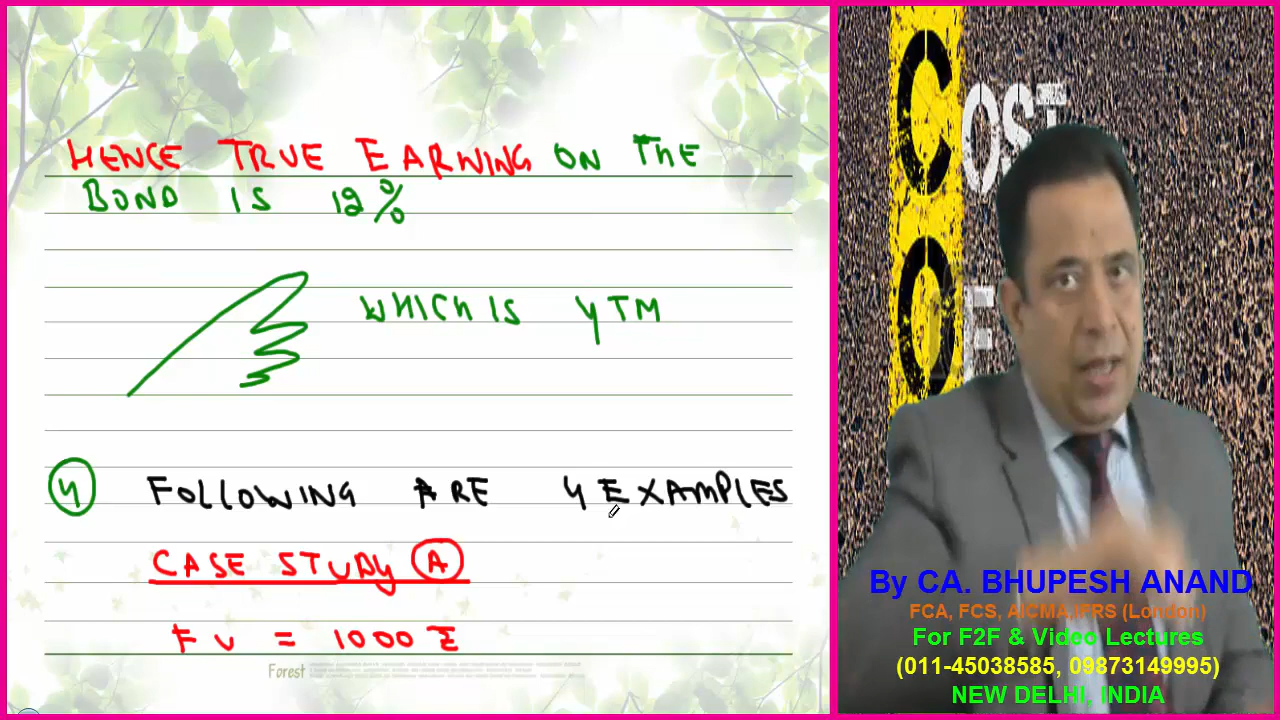 HENCE TRUE EARNING ON THE
BOND IS 12%
WHICH IS YTM
4 FOLLOWING ARE 4 EXAMPLES
CASE STUDY A
FV = 1000 ₹
Forest
COST
OF
By CA. BHUPESH ANAND
FCA, FCS, AICMA,IFRS (London)
For F2F & Video Lectures
(011-45038585, 09873149995)
NEW DELHI, INDIA